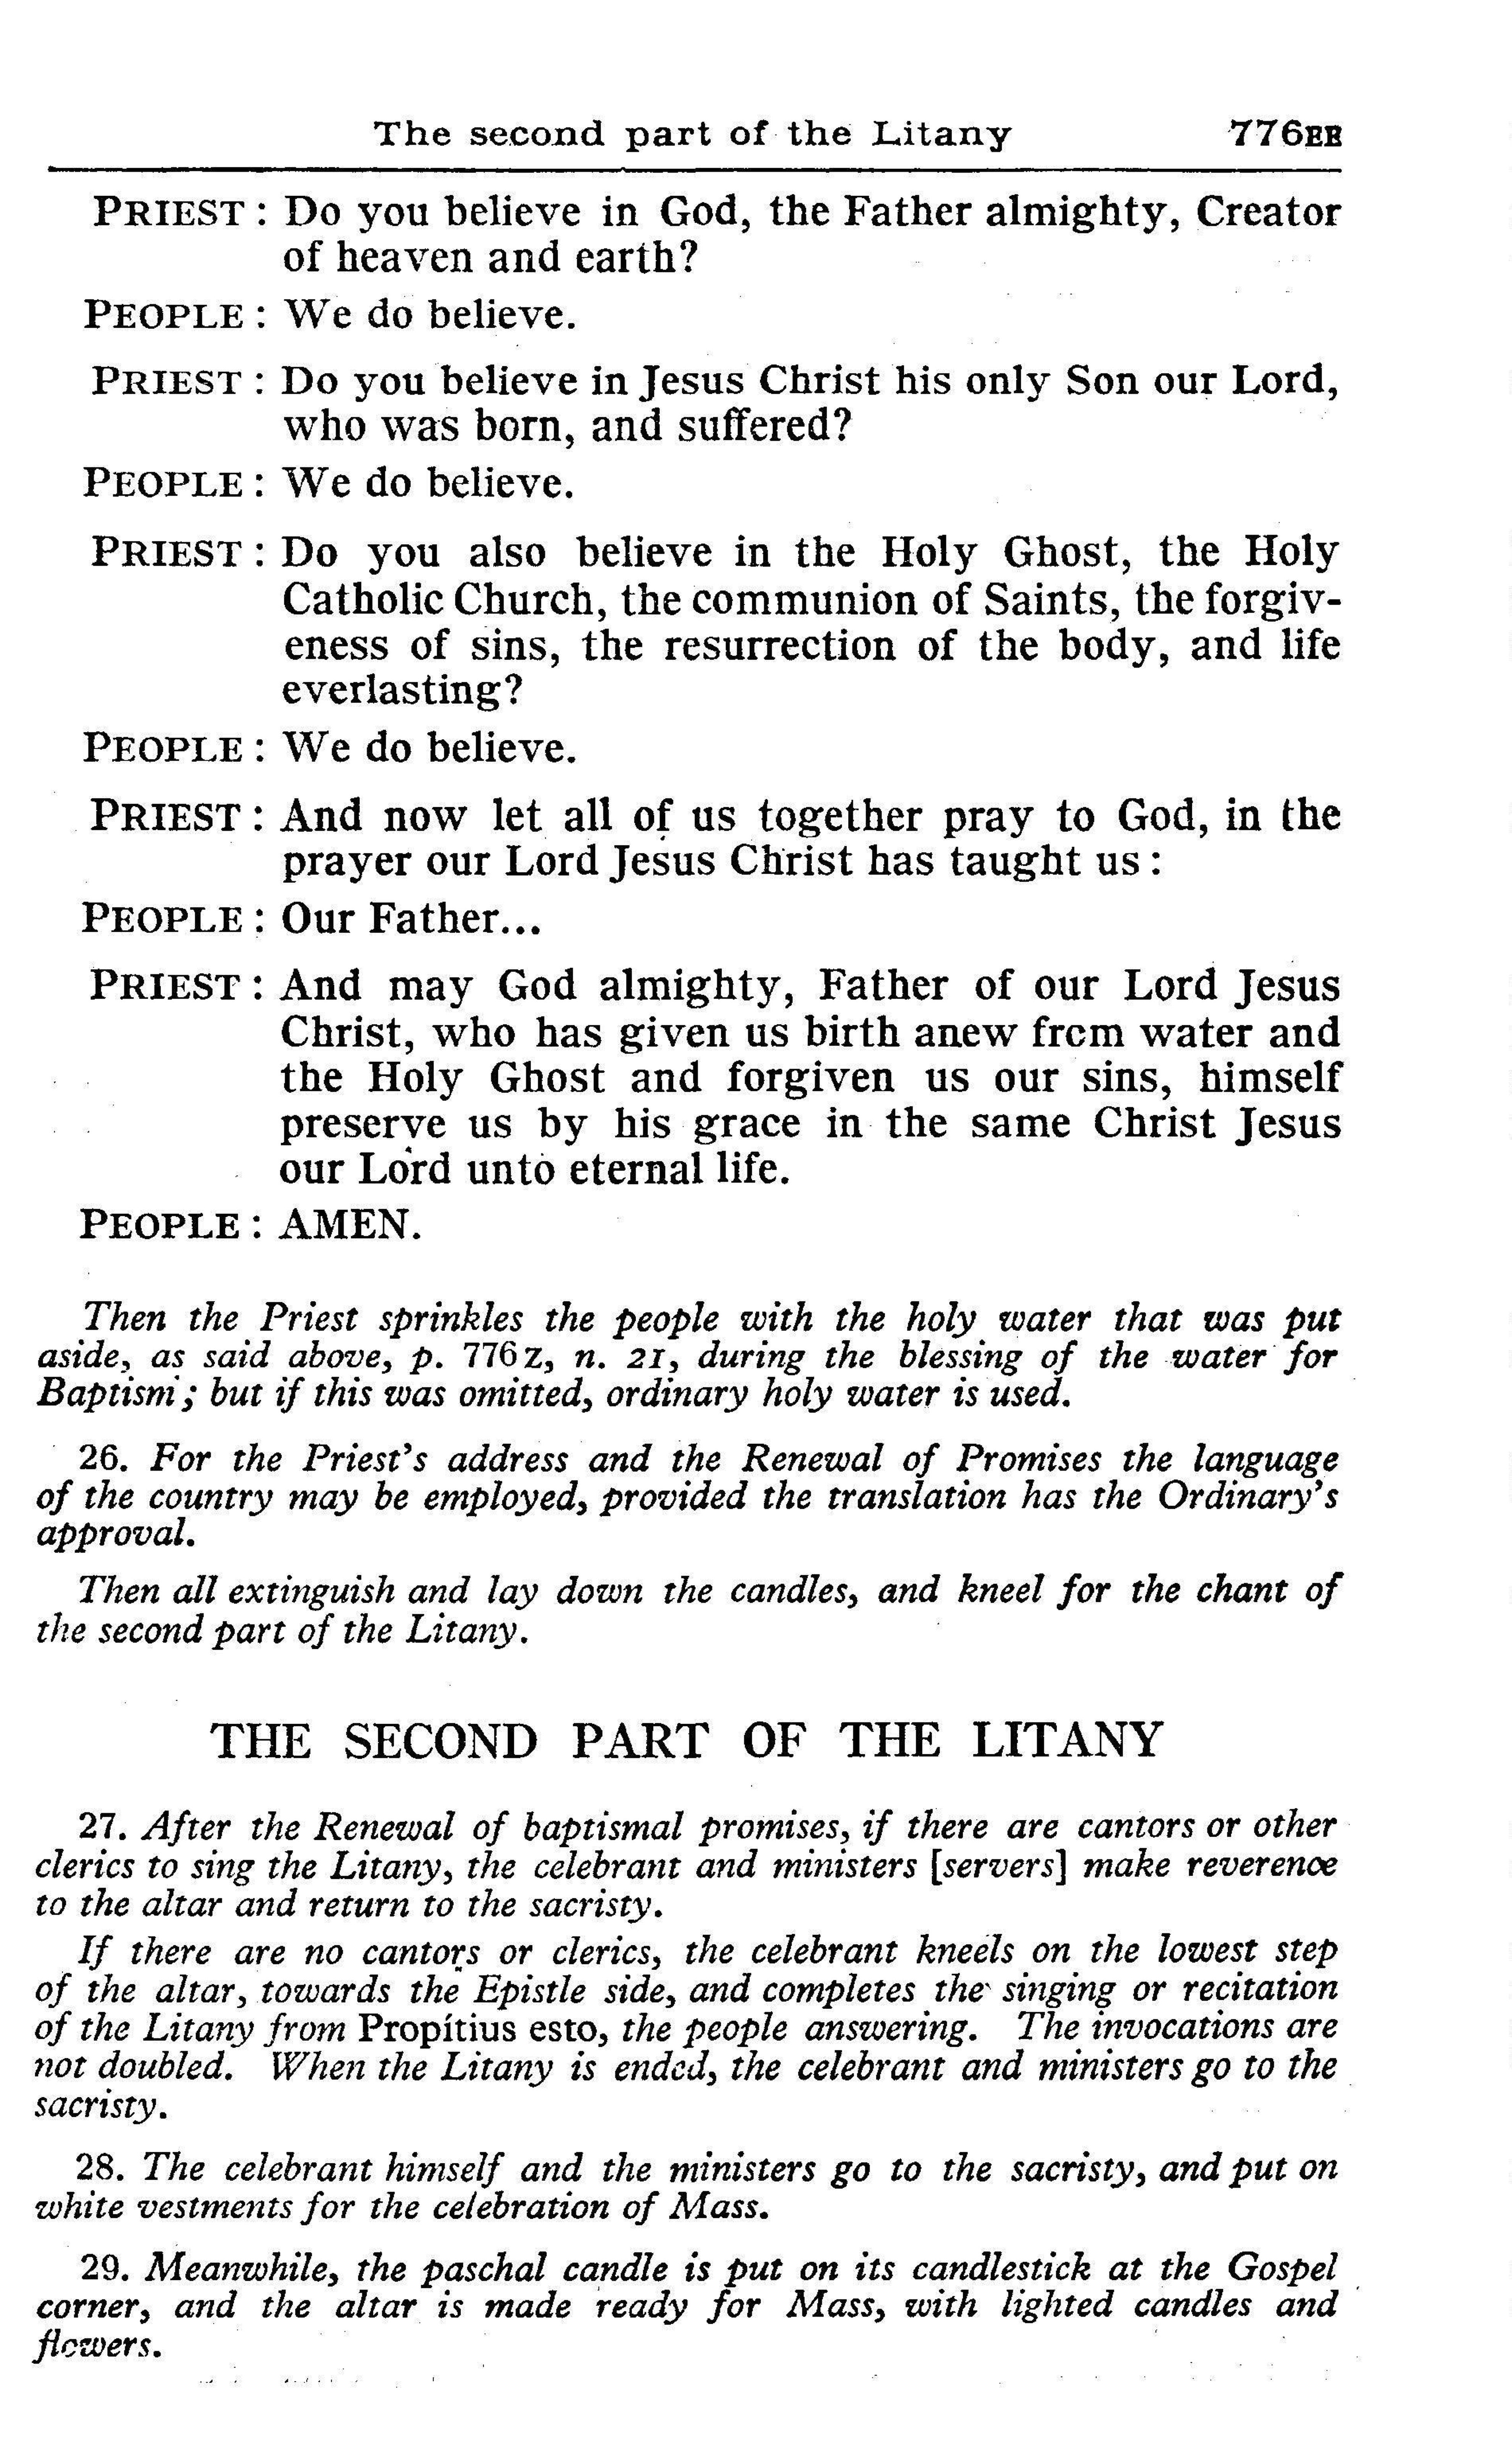 The second part of the Litany 776EE
PRIEST : Do you believe in God, the Father almighty, Creator
of heaven and earth?
PEOPLE : We do believe.
PRIEST : Do you believe in Jesus Christ his only Son our Lord,
who was born, and suffered?
PEOPLE : We do believe.
PRIEST : Do you also believe in the Holy Ghost, the Holy
Catholic Church, the communion of Saints, the forgiv-
eness of sins, the resurrection of the body, and life
everlasting?
PEOPLE : We do believe.
PRIEST : And now let all of us together pray to God, in the
prayer our Lord Jesus Christ has taught us :
PEOPLE : Our Father...
PRIEST : And may God almighty, Father of our Lord Jesus
Christ, who has given us birth anew from water and
the Holy Ghost and forgiven us our sins, himself
preserve us by his grace in the same Christ Jesus
our Lord unto eternal life.
PEOPLE : AMEN.
Then the Priest sprinkles the people with the holy water that was put
aside, as said above, p. 776 Z, n. 21, during the blessing of the water for
Baptism ; but if this was omitted, ordinary holy water is used.
26. For the Priest's address and the Renewal of Promises the language
of the country may be employed, provided the translation has the Ordinary's
approval.
Then all extinguish and lay down the candles, and kneel for the chant of
the second part of the Litany.
THE SECOND PART OF THE LITANY
27. After the Renewal of baptismal promises, if there are cantors or other
clerics to sing the Litany, the celebrant and ministers [servers] make reverence
to the altar and return to the sacristy.
If there are no cantors or clerics, the celebrant kneels on the lowest step
of the altar, towards the Epistle side, and completes the singing or recitation
of the Litany from Propítius esto, the people answering. The invocations are
not doubled. When the Litany is ended, the celebrant and ministers go to the
sacristy.
28. The celebrant himself and the ministers go to the sacristy, and put on
white vestments for the celebration of Mass.
29. Meanwhile, the paschal candle is put on its candlestick at the Gospel
corner, and the altar is made ready for Mass, with lighted candles and
flowers.